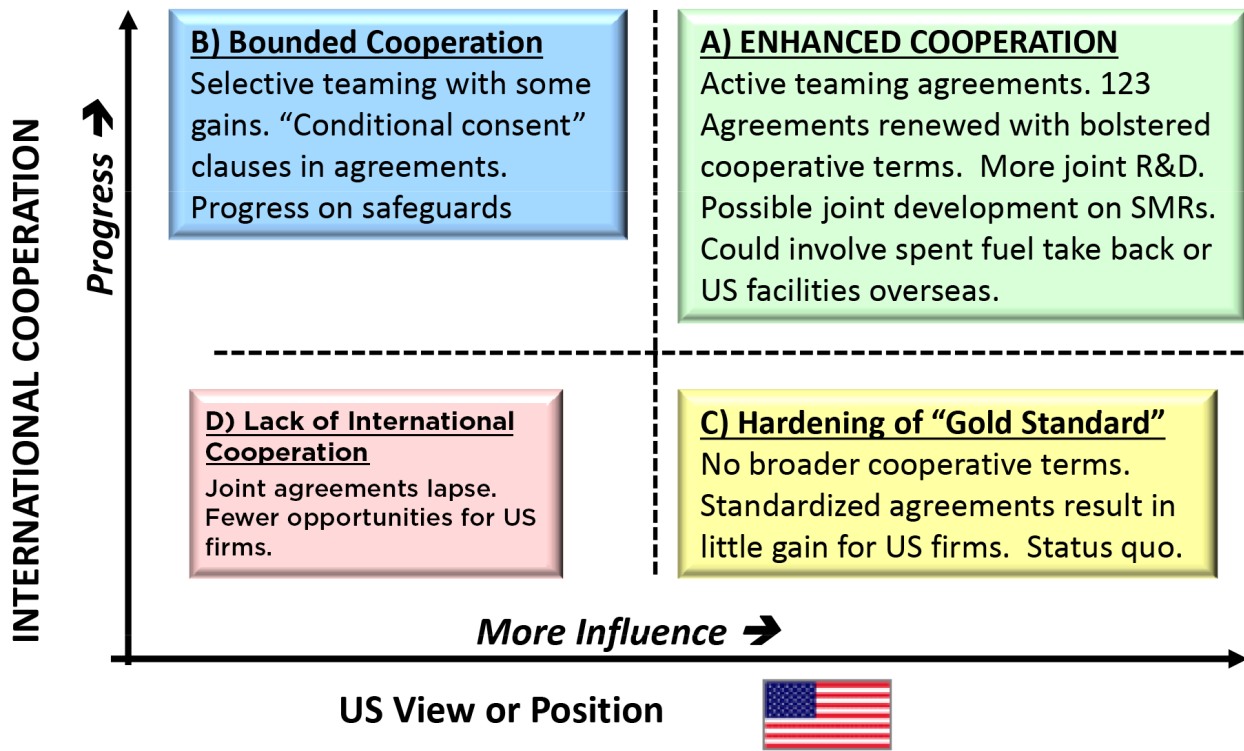 INTERNATIONAL COOPERATION
Progress ➔
B) Bounded Cooperation
Selective teaming with some
gains. “Conditional consent”
clauses in agreements.
Progress on safeguards
A) ENHANCED COOPERATION
Active teaming agreements. 123
Agreements renewed with bolstered
cooperative terms.  More joint R&D.
Possible joint development on SMRs.
Could involve spent fuel take back or
US facilities overseas.
D) Lack of International
Cooperation
Joint agreements lapse.
Fewer opportunities for US
firms.
C) Hardening of “Gold Standard”
No broader cooperative terms.
Standardized agreements result in
little gain for US firms.  Status quo.
More Influence ➔
US View or Position